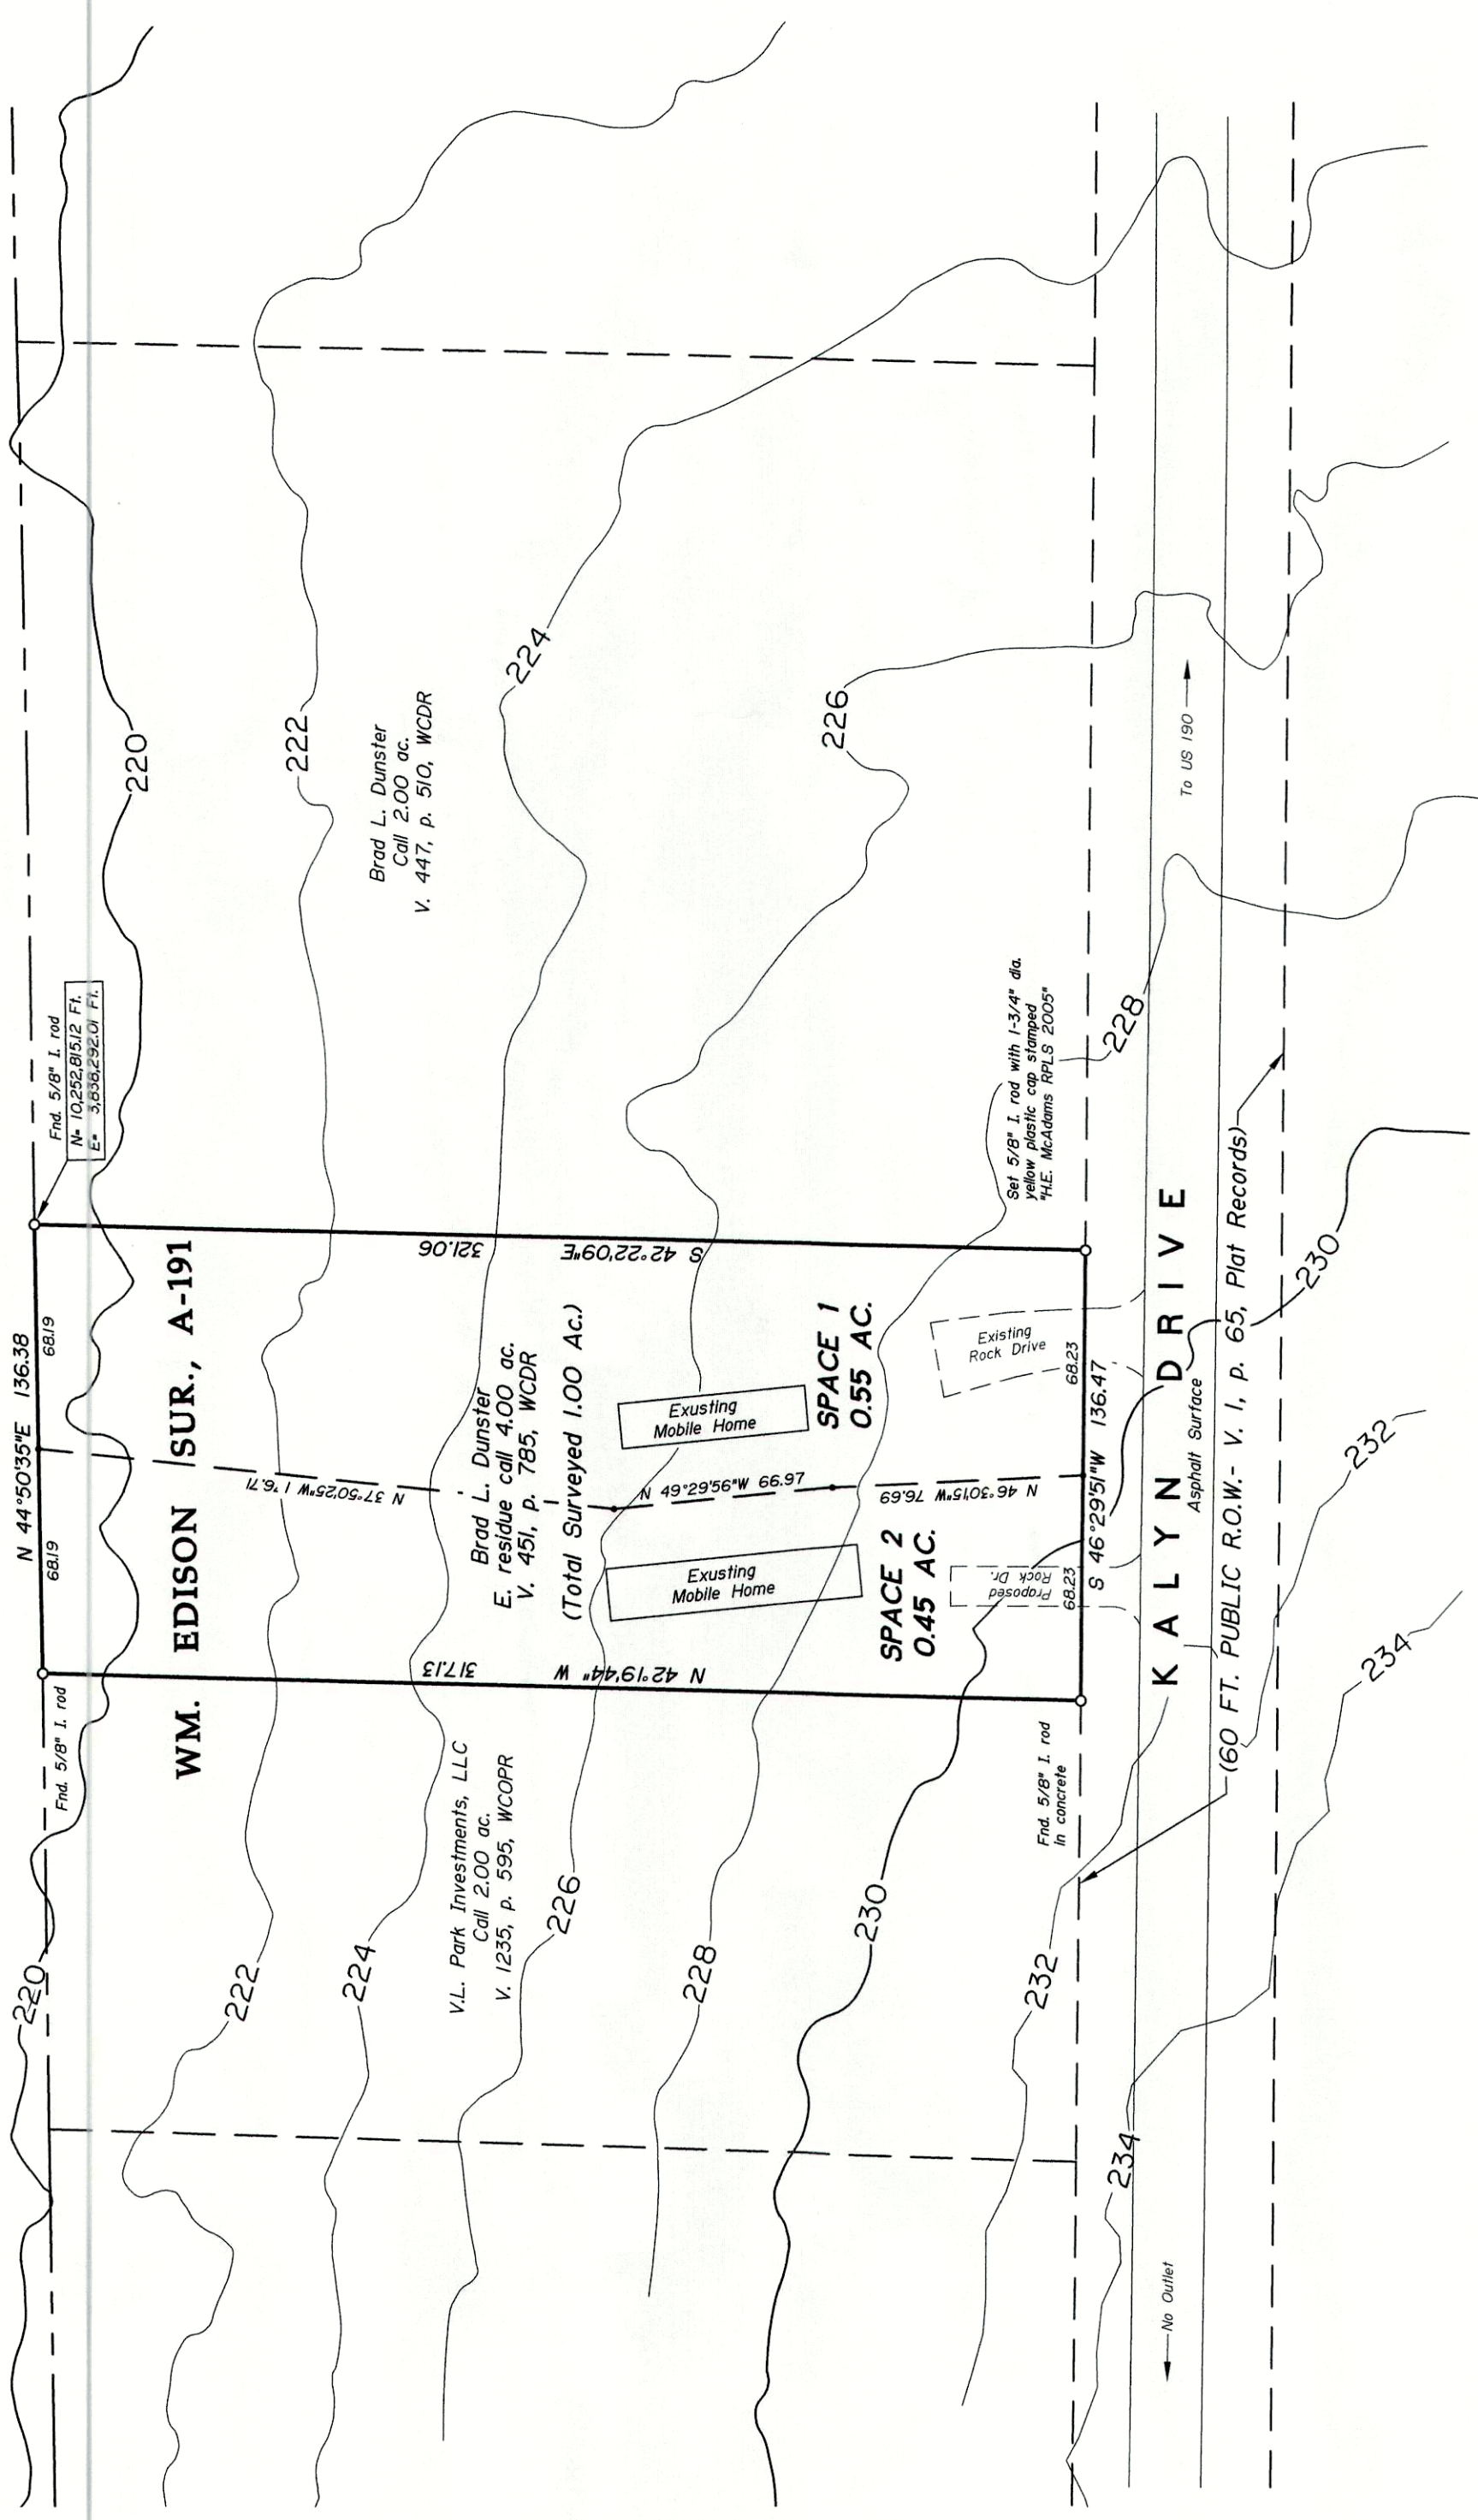 220
222
224
226
228
230
232
234
No Outlet
V.L. Park Investments, LLC
Call 2.00 ac.
V. 1235, p. 595, WCOPR
Fnd. 5/8" I. rod
Fnd. 5/8" I. rod
in concrete
WM. EDISON SUR., A-191
N 44°50'35"E 136.38
68.19
68.19
N 42°19'44" W
317.13
N 37°50'25"W 176.71
N 49°29'56"W 66.97
N 46°30'15"W 76.69
Brad L. Dunster
E. residue call 4.00 ac.
V. 451, p. 785, WCDR
(Total Surveyed 1.00 Ac.)
Exusting
Mobile Home
Exusting
Mobile Home
SPACE 2
0.45 AC.
SPACE 1
0.55 AC.
Proposed
Rock Dr.
Existing
Rock Drive
68.23
68.23
S 46°29'51"W 136.47
S 42°22'09"E
321.06
Fnd. 5/8" I. rod
N= 10,252,815.12 Ft.
E= 3,838,292.01 Ft.
Set 5/8" I. rod with 1-3/4" dia.
yellow plastic cap stamped
"H.E. McAdams RPLS 2005"
KALYN DRIVE
Asphalt Surface
(60 FT. PUBLIC R.O.W.- V. 1, p. 65, Plat Records)
Brad L. Dunster
Call 2.00 ac.
V. 447, p. 510, WCDR
To US 190
220
222
224
226
228
230
232
234